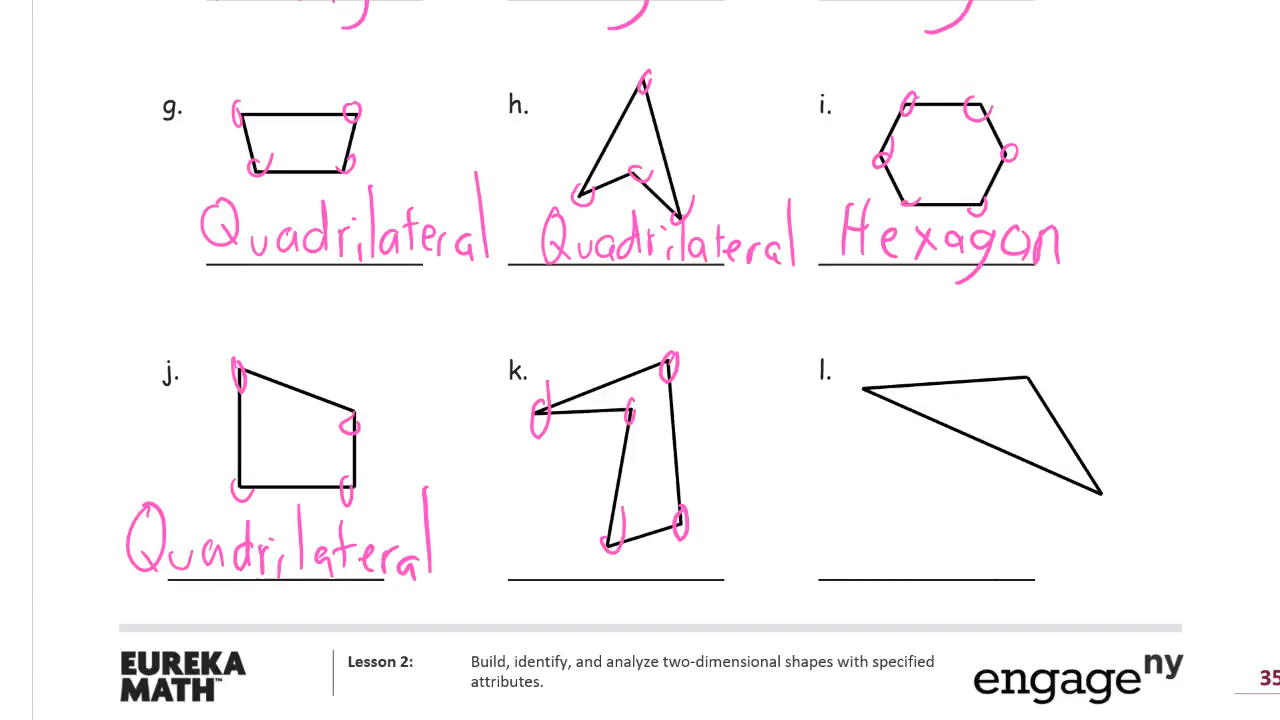 g. h. i.
Quadrilateral Quadrilateral Hexagon
j. k. l.
Quadrilateral
EUREKA MATH™
Lesson 2: Build, identify, and analyze two-dimensional shapes with specified
attributes.
engage ny
35